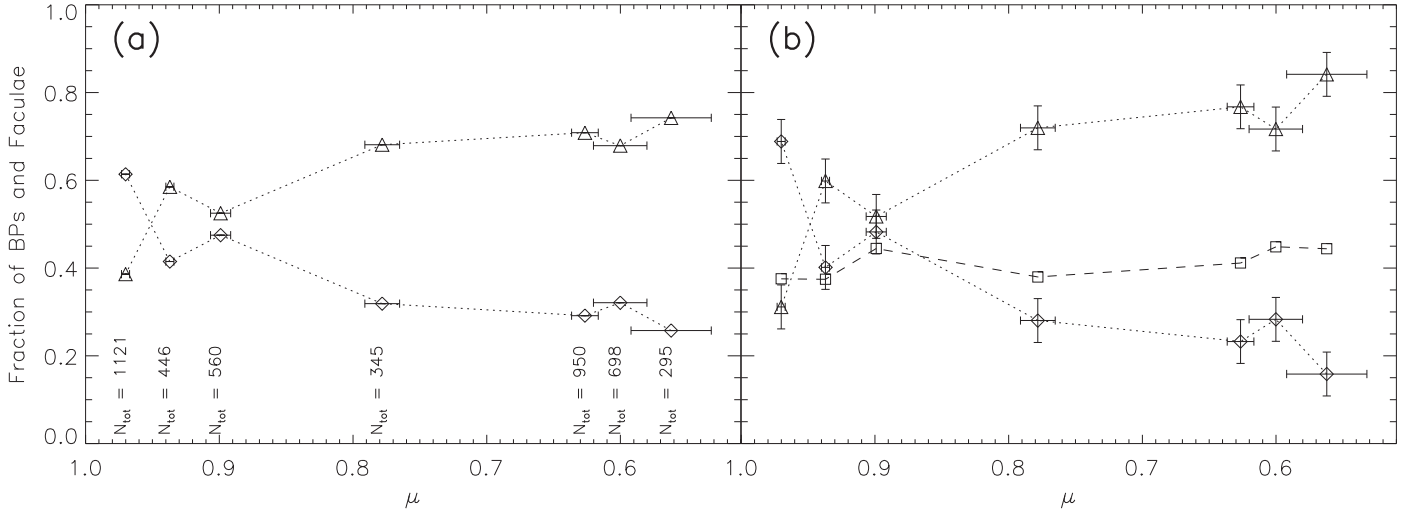 (a)
(b)
Fraction of BPs and Faculae
1.0
0.8
0.6
0.4
0.2
0.0
N_tot = 1121
N_tot = 446
N_tot = 560
N_tot = 345
N_tot = 950
N_tot = 698
N_tot = 295
1.0 0.9 0.8 0.7 0.6
1.0 0.9 0.8 0.7 0.6
μ
μ